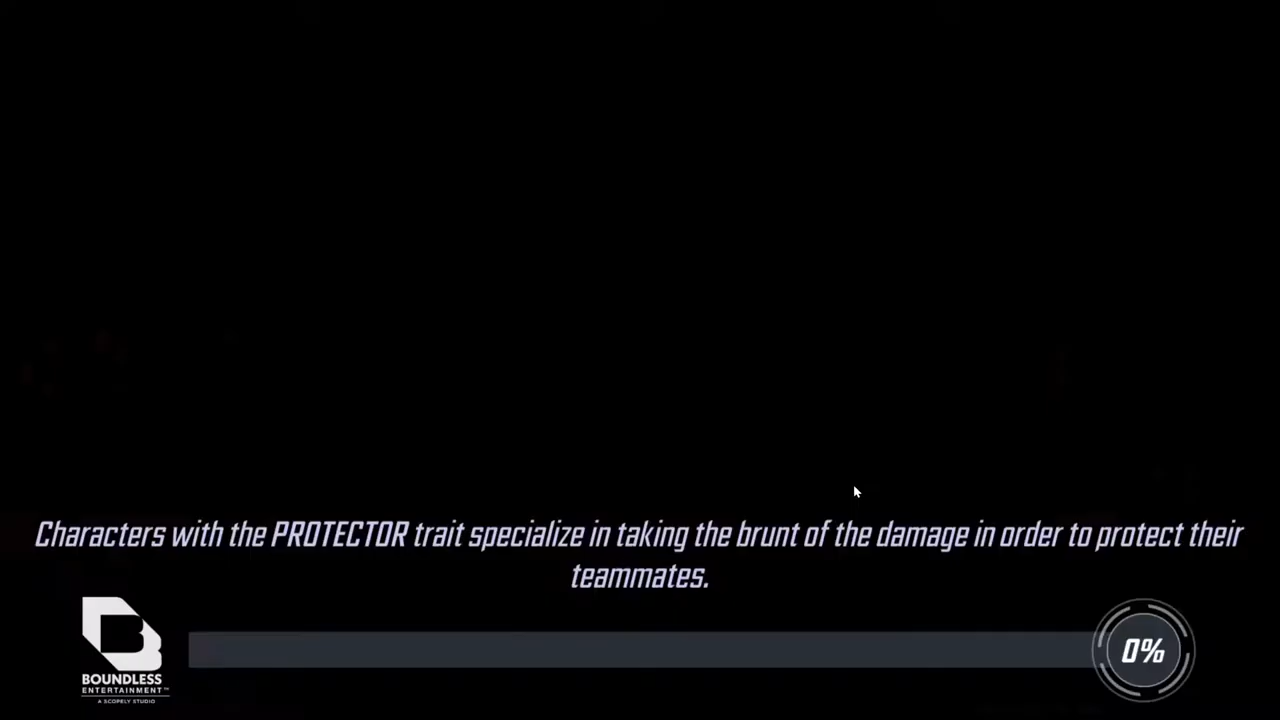 Characters with the PROTECTOR trait specialize in taking the brunt of the damage in order to protect their
teammates.
BOUNDLESS
ENTERTAINMENT™
A SCOPELY STUDIO
0%